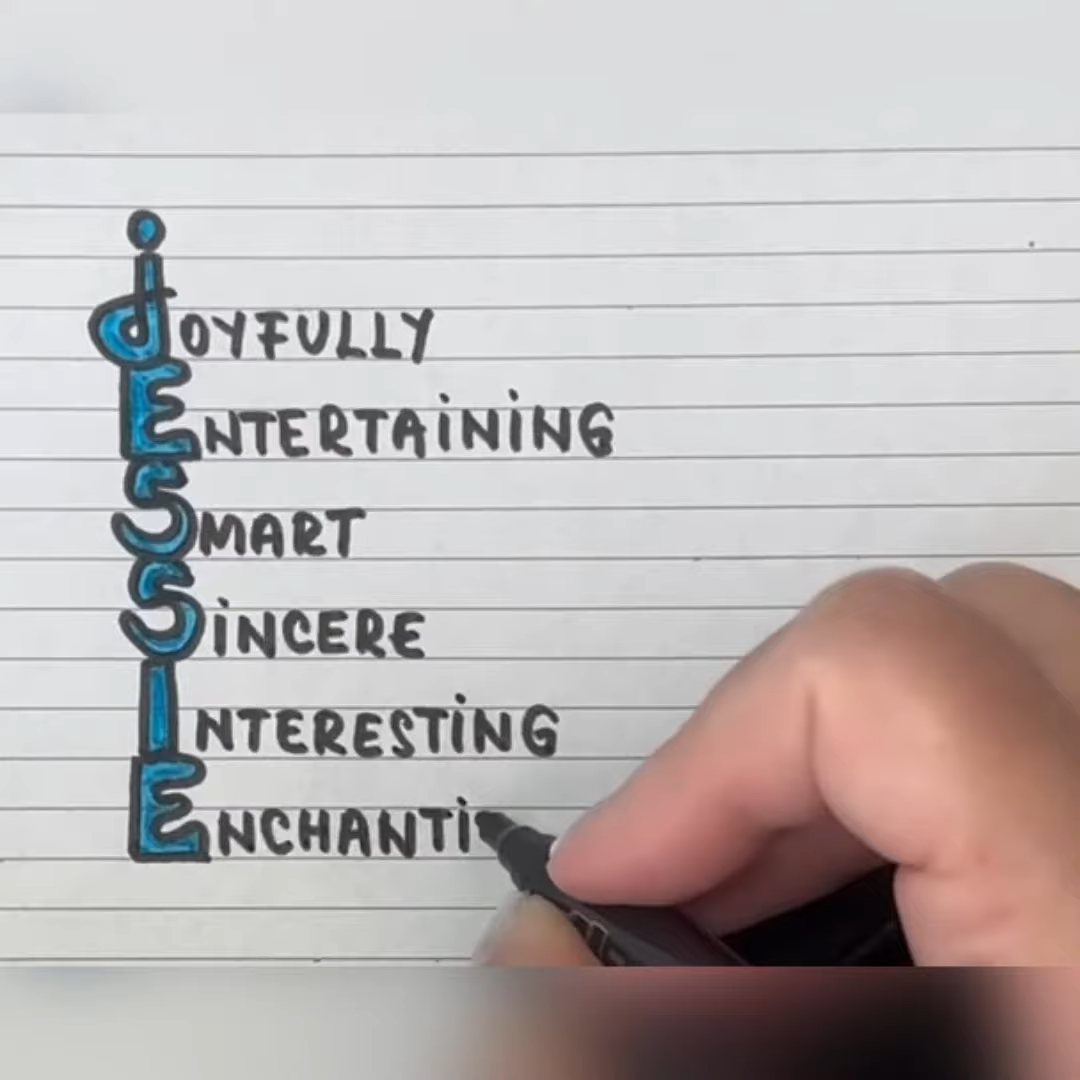 JOYFULLY
ENTERTAINING
SMART
SINCERE
INTERESTING
ENCHANTI